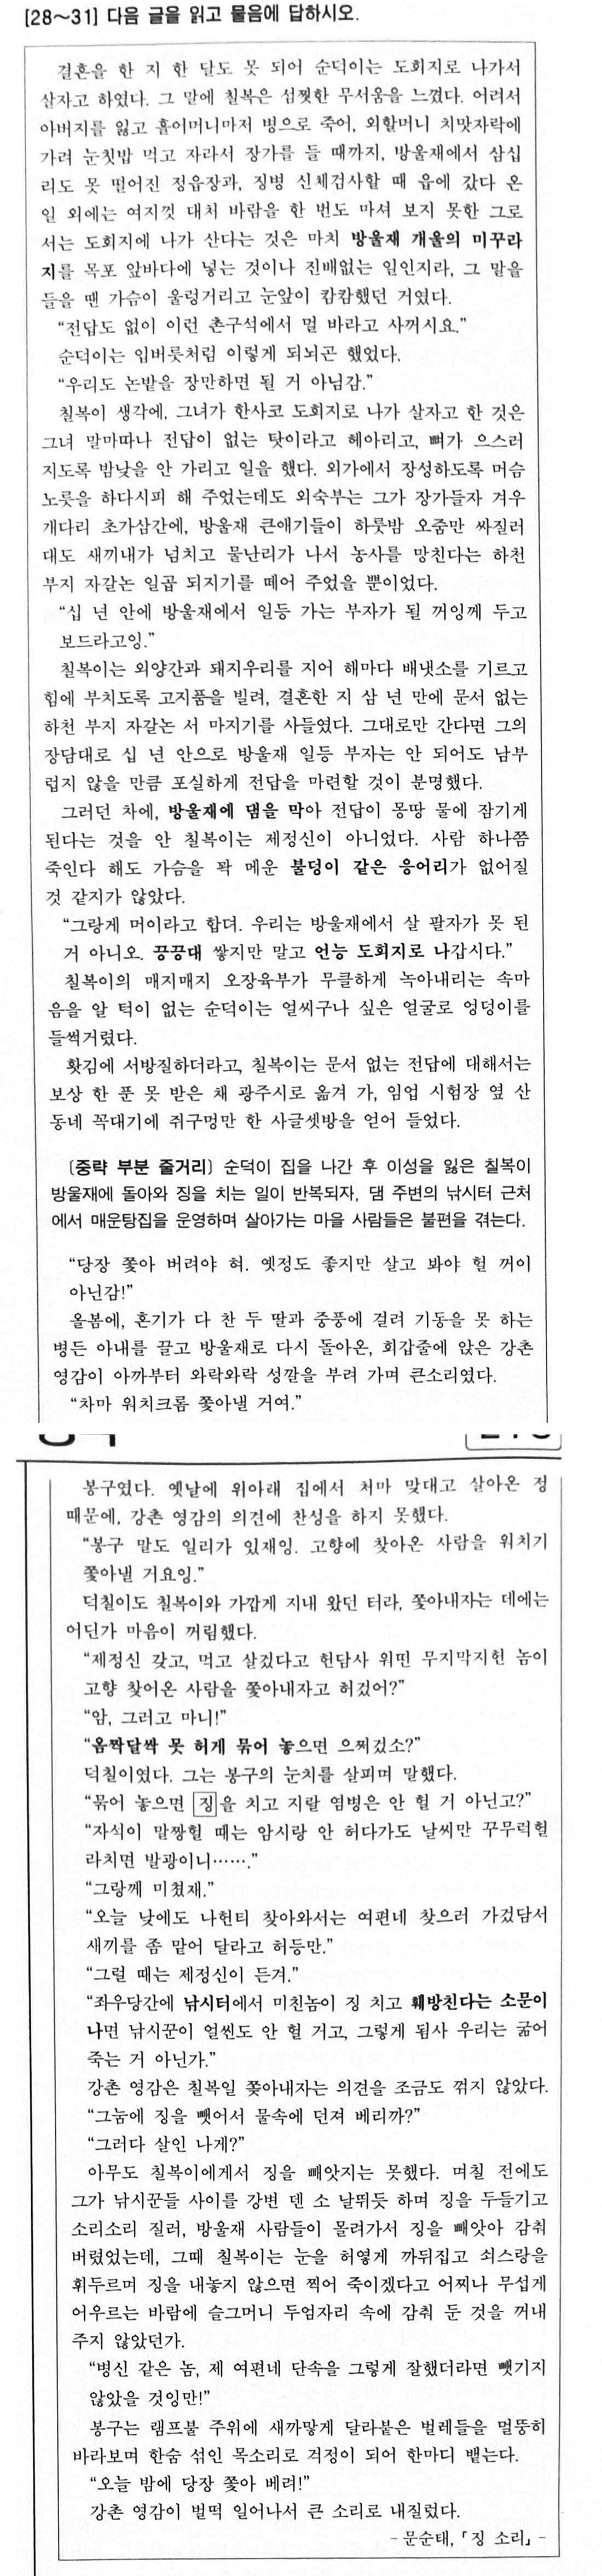 [28~31] 다음 글을 읽고 물음에 답하시오.
결혼을 한 지 한 달도 못 되어 순덕이는 도회지로 나가서
살자고 하였다. 그 말에 칠복은 섬찟한 무서움을 느꼈다. 어려서
아버지를 잃고 홀어머니마저 병으로 죽어, 외할머니 치맛자락에
가려 눈칫밥 먹고 자라서 장가를 들 때까지, 방울재에서 삼십
리도 못 떨어진 정읍장과, 징병 신체검사할 때 읍에 갔다 온
일 외에는 여지껏 대처 바람을 한 번도 마셔 보지 못한 그로
서는 도회지에 나가 산다는 것은 마치 방울재 개울의 미꾸라
지를 목포 앞바다에 넣는 것이나 진배없는 일인지라, 그 말을
들을 땐 가슴이 울렁거리고 눈앞이 캄캄했던 거였다.
“전답도 없이 이런 촌구석에서 멀 바라고 사꺼시요.”
순덕이는 입버릇처럼 이렇게 되뇌곤 했었다.
“우리도 논밭을 장만하면 될 거 아님감.”
칠복이 생각에, 그녀가 한사코 도회지로 나가 살자고 한 것은
그녀 말마따나 전답이 없는 탓이라고 헤아리고, 뼈가 으스러
지도록 밤낮을 안 가리고 일을 했다. 외가에서 장성하도록 머슴
노릇을 하다시피 해 주었는데도 외숙부는 그가 장가들자 겨우
개다리 초가삼간에, 방울재 큰애기들이 하룻밤 오줌만 싸질러
대도 새끼내가 넘치고 물난리가 나서 농사를 망친다는 하천
부지 자갈논 일곱 되지기를 떼어 주었을 뿐이었다.
“십 년 안에 방울재에서 일등 가는 부자가 될 꺼잉께 두고
보드라고잉.”
칠복이는 외양간과 돼지우리를 지어 해마다 배냇소를 기르고
힘에 부치도록 고지품을 빌려, 결혼한 지 삼 년 만에 문서 없는
하천 부지 자갈논 서 마지기를 사들였다. 그대로만 간다면 그의
장담대로 십 년 안으로 방울재 일등 부자는 안 되어도 남부
럽지 않을 만큼 포실하게 전답을 마련할 것이 분명했다.
그러던 차에, 방울재에 댐을 막아 전답이 몽땅 물에 잠기게
된다는 것을 안 칠복이는 제정신이 아니었다. 사람 하나쯤
죽인다 해도 가슴을 꽉 메운 불덩이 같은 응어리가 없어질
것 같지가 않았다.
“그랑께 머이라고 합뎌. 우리는 방울재에서 살 팔자가 못 된
거 아니오. 끙끙대 쌓지만 말고 언능 도회지로 나갑시다.”
칠복이의 매지매지 오장육부가 무클하게 녹아내리는 속마
음을 알 턱이 없는 순덕이는 얼씨구나 싶은 얼굴로 엉덩이를
들썩거렸다.
홧김에 서방질하더라고, 칠복이는 문서 없는 전답에 대해서는
보상 한 푼 못 받은 채 광주시로 옮겨 가, 임업 시험장 옆 산
동네 꼭대기에 쥐구멍만 한 사글셋방을 얻어 들었다.
[중략 부분 줄거리] 순덕이 집을 나간 후 이성을 잃은 칠복이
방울재에 돌아와 징을 치는 일이 반복되자, 댐 주변의 낚시터 근처
에서 매운탕집을 운영하며 살아가는 마을 사람들은 불편을 겪는다.
“당장 쫓아 버려야 혀. 옛정도 좋지만 살고 봐야 헐 꺼이
아닌감!”
올봄에, 혼기가 다 찬 두 딸과 중풍에 걸려 기동을 못 하는
병든 아내를 끌고 방울재로 다시 돌아온, 회갑줄에 앉은 강촌
영감이 아까부터 와락와락 성깔을 부려 가며 큰소리였다.
“차마 워치크롬 쫓아낼 거여.”
봉구였다. 옛날에 위아래 집에서 처마 맞대고 살아온 정
때문에, 강촌 영감의 의견에 찬성을 하지 못했다.
“봉구 말도 일리가 있재잉. 고향에 찾아온 사람을 워치기
쫓아낼 거요잉.”
덕칠이도 칠복이와 가깝게 지내 왔던 터라, 쫓아내자는 데에는
어딘가 마음이 꺼림했다.
“제정신 갖고, 먹고 살겄다고 헌담사 위띤 무지막지헌 놈이
고향 찾어온 사람을 쫓아내자고 허겄어?”
“암, 그러고 마니!”
“옴짝달싹 못 허게 묶어 놓으면 으쩌겄소?”
덕칠이였다. 그는 봉구의 눈치를 살피며 말했다.
“묶어 놓으면 징을 치고 지랄 염병은 안 헐 거 아닌고?”
“자식이 말짱헐 때는 암시랑 안 허다가도 날씨만 꾸무럭헐
라치면 발광이니…….”
“그랑께 미쳤재.”
“오늘 낮에도 나헌티 찾아와서는 여편네 찾으러 가겄담서
새끼를 좀 맡어 달라고 허등만.”
“그럴 때는 제정신이 든겨.”
“좌우당간에 낚시터에서 미친놈이 징 치고 훼방친다는 소문이
나면 낚시꾼이 얼씬도 안 헐 거고, 그렇게 됨사 우리는 굶어
죽는 거 아닌가.”
강촌 영감은 칠복일 쫓아내자는 의견을 조금도 꺾지 않았다.
“그눔에 징을 뺏어서 물속에 던져 베리까?”
“그러다 살인 나게?”
아무도 칠복이에게서 징을 빼앗지는 못했다. 며칠 전에도
그가 낚시꾼들 사이를 강변 덴 소 날뛰듯 하며 징을 두들기고
소리소리 질러, 방울재 사람들이 몰려가서 징을 빼앗아 감춰
버렸었는데, 그때 칠복이는 눈을 허옇게 까뒤집고 쇠스랑을
휘두르며 징을 내놓지 않으면 찍어 죽이겠다고 어찌나 무섭게
어우르는 바람에 슬그머니 두엄자리 속에 감춰 둔 것을 꺼내
주지 않았던가.
“병신 같은 놈, 제 여편네 단속을 그렇게 잘했더라면 뺏기지
않았을 것잉만!”
봉구는 램프불 주위에 새까맣게 달라붙은 벌레들을 멀뚱히
바라보며 한숨 섞인 목소리로 걱정이 되어 한마디 뱉는다.
“오늘 밤에 당장 쫓아 베려!”
강촌 영감이 벌떡 일어나서 큰 소리로 내질렀다.
- 문순태, 「징 소리」 -